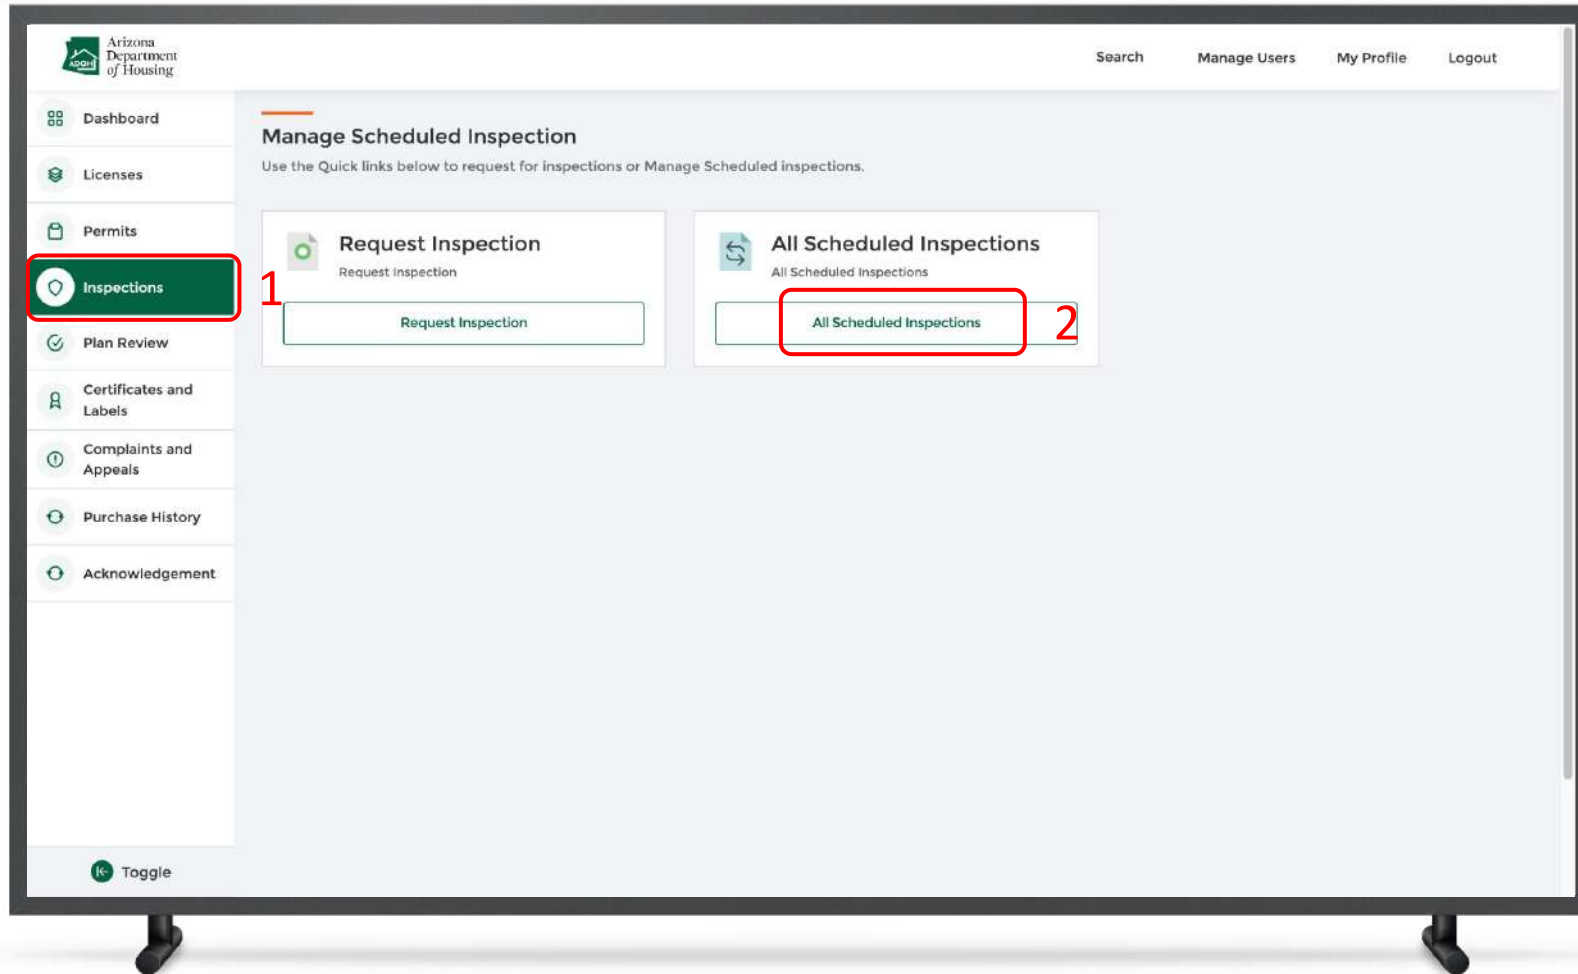 Arizona
Department
of Housing
ADOH
Search Manage Users My Profile Logout
Dashboard
Licenses
Permits
Inspections
Plan Review
Certificates and
Labels
Complaints and
Appeals
Purchase History
Acknowledgement
Toggle
Manage Scheduled Inspection
Use the Quick links below to request for inspections or Manage Scheduled inspections.
1
Request Inspection
Request Inspection
Request Inspection
All Scheduled Inspections
All Scheduled Inspections
All Scheduled Inspections
2